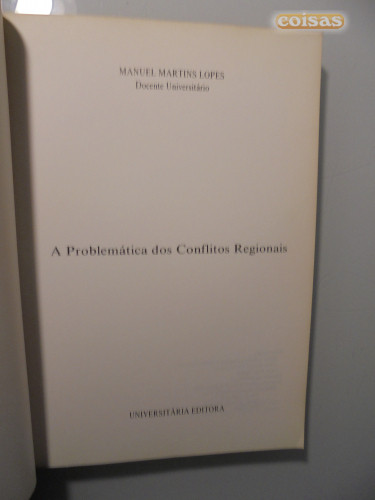 coisas
MANUEL MARTINS LOPES
Docente Universitário
A Problemática dos Conflitos Regionais
UNIVERSITÁRIA EDITORA